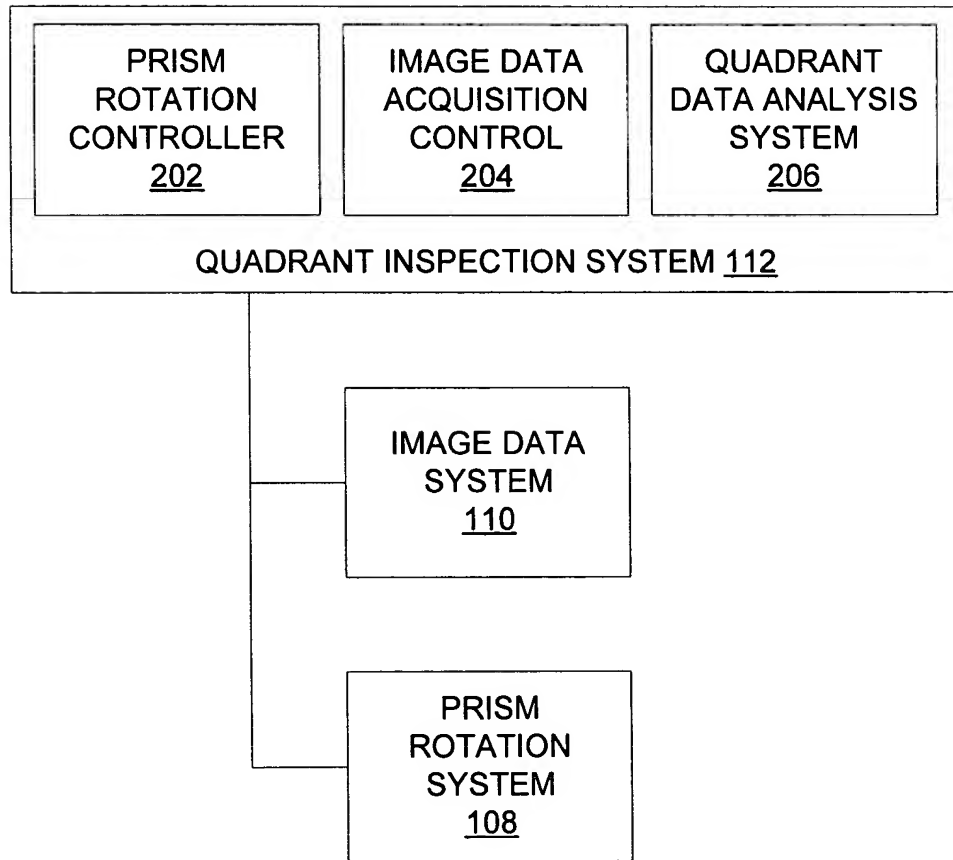 PRISM
ROTATION
CONTROLLER
202
IMAGE DATA
ACQUISITION
CONTROL
204
QUADRANT
DATA ANALYSIS
SYSTEM
206
QUADRANT INSPECTION SYSTEM 112
IMAGE DATA
SYSTEM
110
PRISM
ROTATION
SYSTEM
108